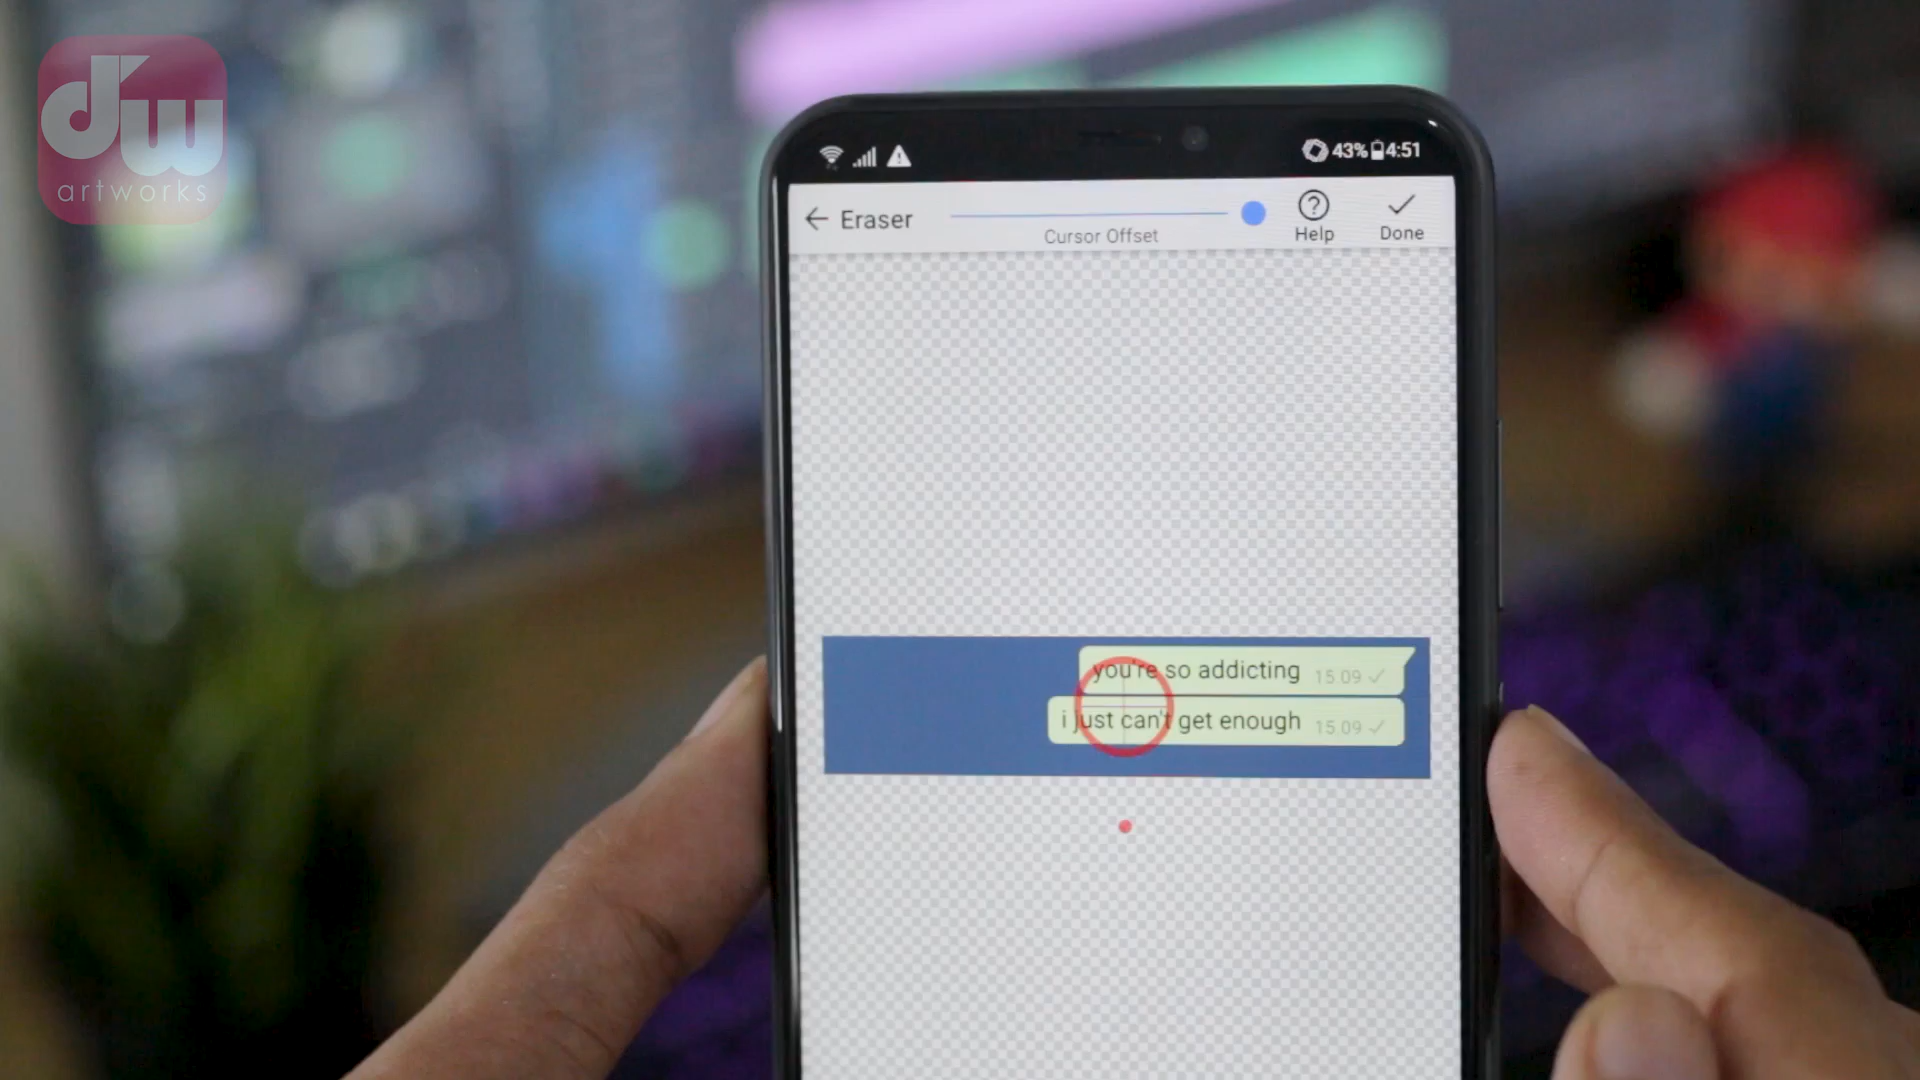 dw
artworks
43% 4:51
Eraser
Cursor Offset
Help
Done
you're so addicting 15.09
i just can't get enough 15.09